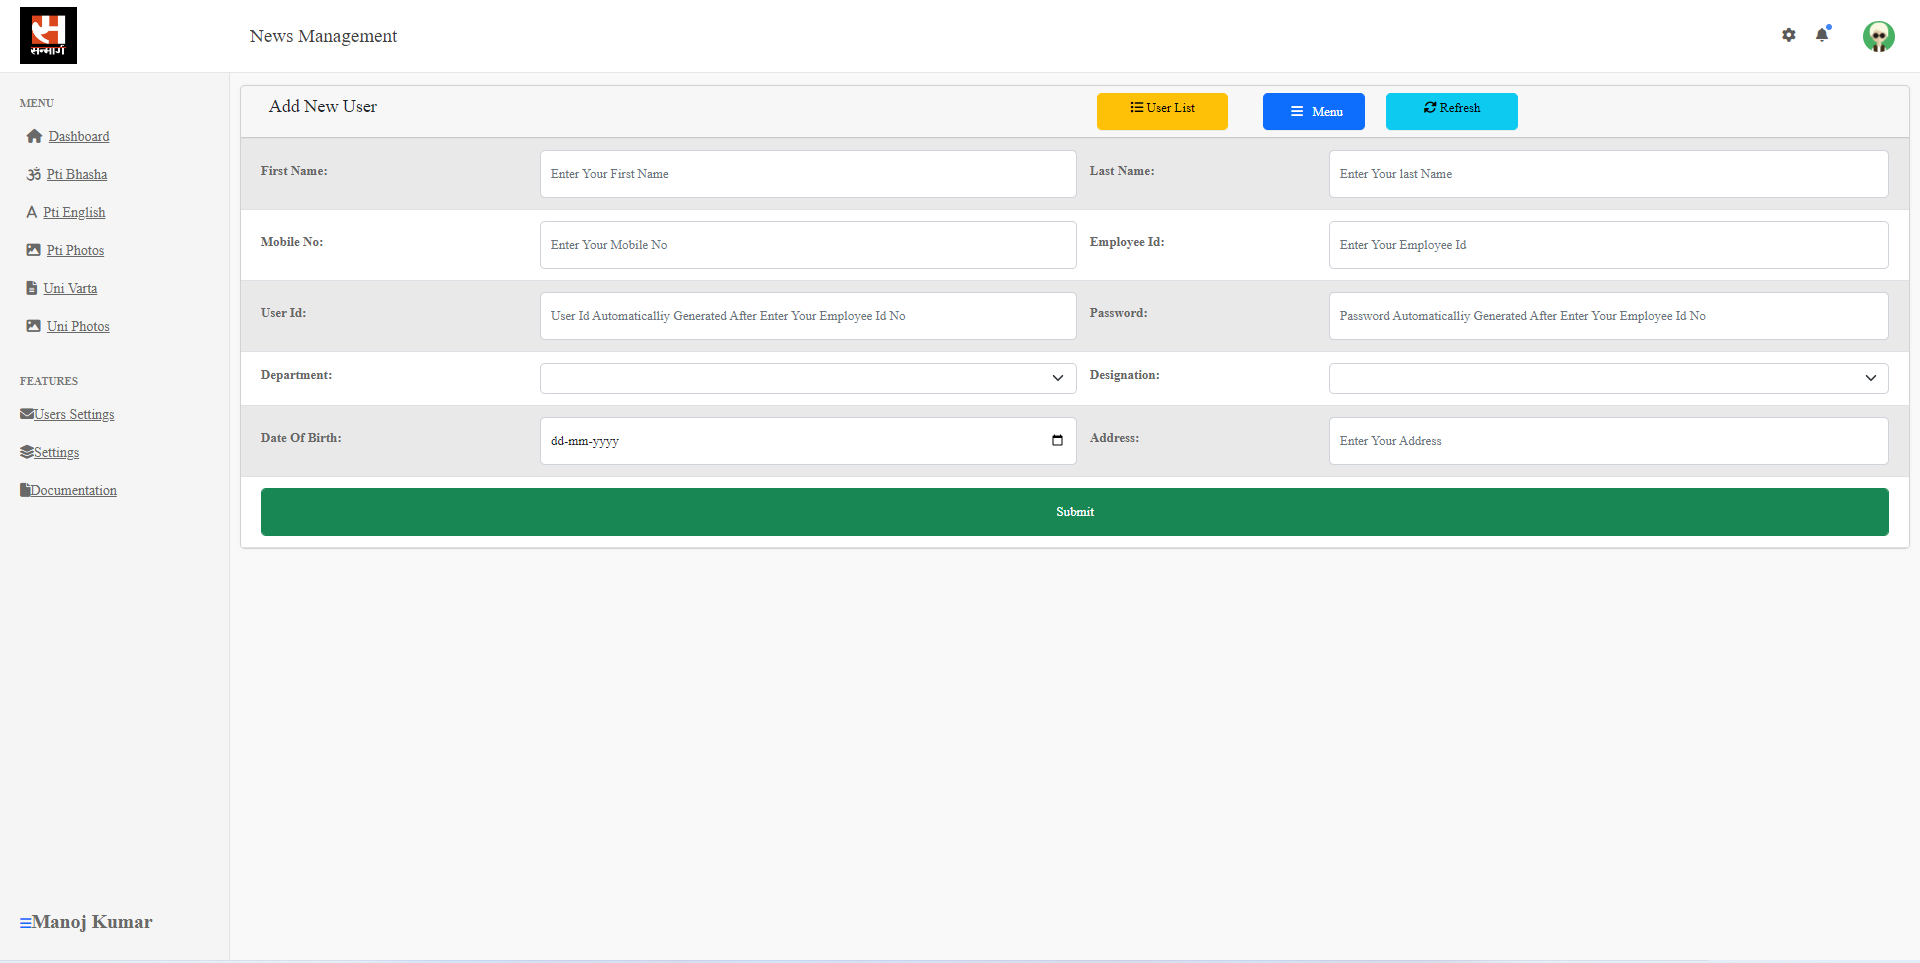 सन्मार्ग
News Management
MENU
Dashboard
Pti Bhasha
Pti English
Pti Photos
Uni Varta
Uni Photos
FEATURES
Users Settings
Settings
Documentation
Manoj Kumar
Add New User
User List
Menu
Refresh
First Name:
Enter Your First Name
Last Name:
Enter Your last Name
Mobile No:
Enter Your Mobile No
Employee Id:
Enter Your Employee Id
User Id:
User Id Automaticalliy Generated After Enter Your Employee Id No
Password:
Password Automaticalliy Generated After Enter Your Employee Id No
Department:
Designation:
Date Of Birth:
dd-mm-yyyy
Address:
Enter Your Address
Submit